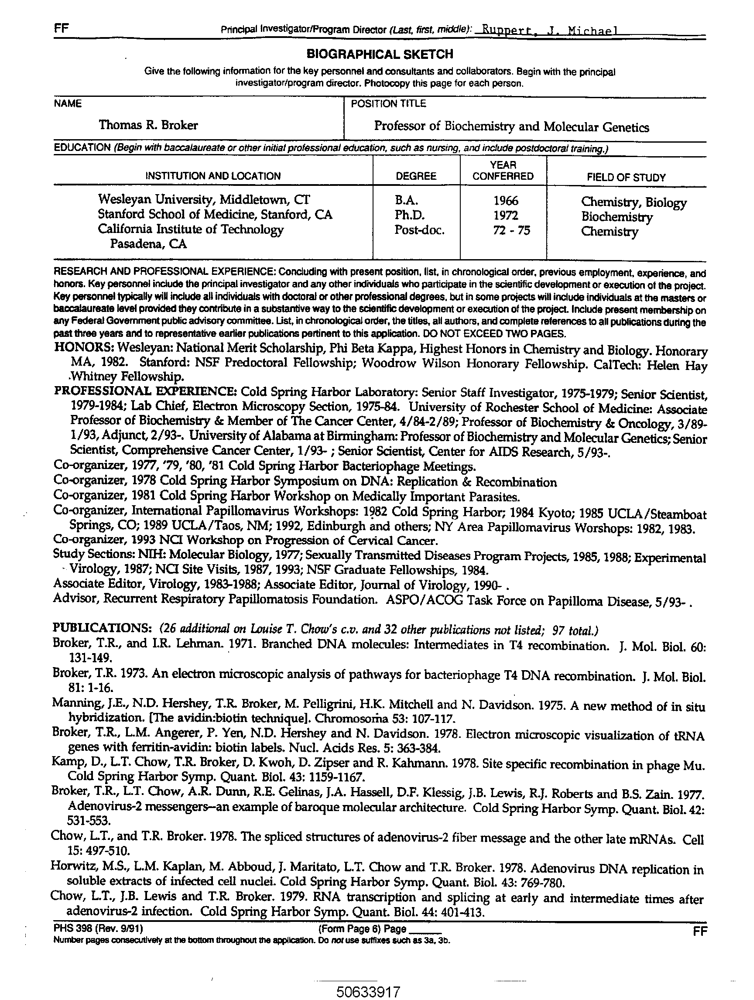 FF Principal Investigator/Program Director (Last, first, middle): Ruppert, J. Michael
BIOGRAPHICAL SKETCH
Give the following information for the key personnel and consultants and collaborators. Begin with the principal
investigator/program director. Photocopy this page for each person.
NAME POSITION TITLE
Thomas R. Broker Professor of Biochemistry and Molecular Genetics
EDUCATION (Begin with baccalaureate or other initial professional education, such as nursing, and include postdoctoral training.)
INSTITUTION AND LOCATION DEGREE YEAR CONFERRED FIELD OF STUDY
Wesleyan University, Middletown, CT B.A. 1966 Chemistry, Biology
Stanford School of Medicine, Stanford, CA Ph.D. 1972 Biochemistry
California Institute of Technology Post-doc. 72 - 75 Chemistry
Pasadena, CA
RESEARCH AND PROFESSIONAL EXPERIENCE: Concluding with present position, list, in chronological order, previous employment, experience, and
honors. Key personnel include the principal investigator and any other individuals who participate in the scientific development or execution of the project.
Key personnel typically will include all individuals with doctoral or other professional degrees, but in some projects will include individuals at the masters or
baccalaureate level provided they contribute in a substantive way to the scientific development or execution of the project. Include present membership on
any Federal Government public advisory committee. List, in chronological order, the titles, all authors, and complete references to all publications during the
past three years and to representative earlier publications pertinent to this application. DO NOT EXCEED TWO PAGES.
HONORS: Wesleyan: National Merit Scholarship, Phi Beta Kappa, Highest Honors in Chemistry and Biology. Honorary
MA, 1982. Stanford: NSF Predoctoral Fellowship; Woodrow Wilson Honorary Fellowship. CalTech: Helen Hay
Whitney Fellowship.
PROFESSIONAL EXPERIENCE: Cold Spring Harbor Laboratory: Senior Staff Investigator, 1975-1979; Senior Scientist,
1979-1984; Lab Chief, Electron Microscopy Section, 1975-84. University of Rochester School of Medicine: Associate
Professor of Biochemistry & Member of The Cancer Center, 4/84-2/89; Professor of Biochemistry & Oncology, 3/89-
1/93, Adjunct, 2/93-. University of Alabama at Birmingham: Professor of Biochemistry and Molecular Genetics; Senior
Scientist, Comprehensive Cancer Center, 1/93- ; Senior Scientist, Center for AIDS Research, 5/93-.
Co-organizer, 1977, '79, '80, '81 Cold Spring Harbor Bacteriophage Meetings.
Co-organizer, 1978 Cold Spring Harbor Symposium on DNA: Replication & Recombination
Co-organizer, 1981 Cold Spring Harbor Workshop on Medically Important Parasites.
Co-organizer, International Papillomavirus Workshops: 1982 Cold Spring Harbor; 1984 Kyoto; 1985 UCLA/Steamboat
Springs, CO; 1989 UCLA/Taos, NM; 1992, Edinburgh and others; NY Area Papillomavirus Worshops: 1982, 1983.
Co-organizer, 1993 NCI Workshop on Progression of Cervical Cancer.
Study Sections: NIH: Molecular Biology, 1977; Sexually Transmitted Diseases Program Projects, 1985, 1988; Experimental
Virology, 1987; NCI Site Visits, 1987, 1993; NSF Graduate Fellowships, 1984.
Associate Editor, Virology, 1983-1988; Associate Editor, Journal of Virology, 1990- .
Advisor, Recurrent Respiratory Papillomatosis Foundation. ASPO/ACOG Task Force on Papilloma Disease, 5/93- .
PUBLICATIONS: (26 additional on Louise T. Chow's c.v. and 32 other publications not listed; 97 total.)
Broker, T.R., and I.R. Lehman. 1971. Branched DNA molecules: Intermediates in T4 recombination. J. Mol. Biol. 60:
131-149.
Broker, T.R. 1973. An electron microscopic analysis of pathways for bacteriophage T4 DNA recombination. J. Mol. Biol.
81: 1-16.
Manning, J.E., N.D. Hershey, T.R. Broker, M. Pelligrini, H.K. Mitchell and N. Davidson. 1975. A new method of in situ
hybridization. [The avidin:biotin technique]. Chromosoma 53: 107-117.
Broker, T.R., L.M. Angerer, P. Yen, N.D. Hershey and N. Davidson. 1978. Electron microscopic visualization of tRNA
genes with ferritin-avidin: biotin labels. Nucl. Acids Res. 5: 363-384.
Kamp, D., L.T. Chow, T.R. Broker, D. Kwoh, D. Zipser and R. Kahmann. 1978. Site specific recombination in phage Mu.
Cold Spring Harbor Symp. Quant. Biol. 43: 1159-1167.
Broker, T.R., L.T. Chow, A.R. Dunn, R.E. Gelinas, J.A. Hassell, D.F. Klessig, J.B. Lewis, R.J. Roberts and B.S. Zain. 1977.
Adenovirus-2 messengers--an example of baroque molecular architecture. Cold Spring Harbor Symp. Quant. Biol. 42:
531-553.
Chow, L.T., and T.R. Broker. 1978. The spliced structures of adenovirus-2 fiber message and the other late mRNAs. Cell
15: 497-510.
Horwitz, M.S., L.M. Kaplan, M. Abboud, J. Maritato, L.T. Chow and T.R. Broker. 1978. Adenovirus DNA replication in
soluble extracts of infected cell nuclei. Cold Spring Harbor Symp. Quant. Biol. 43: 769-780.
Chow, L.T., J.B. Lewis and T.R. Broker. 1979. RNA transcription and splicing at early and intermediate times after
adenovirus-2 infection. Cold Spring Harbor Symp. Quant. Biol. 44: 401-413.
PHS 398 (Rev. 9/91) (Form Page 6) Page ______ FF
Number pages consecutively at the bottom throughout the application. Do not use suffixes such as 3a, 3b.
50633917